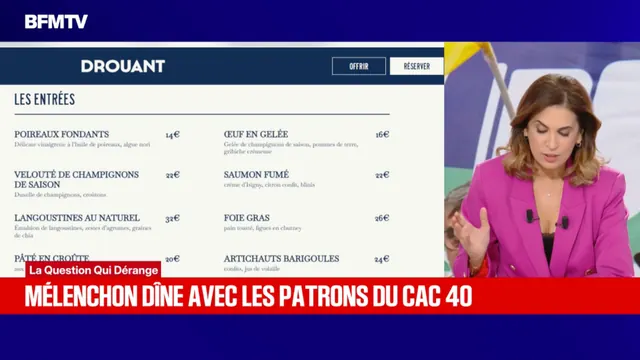 BFMTV
DROUANT
OFFRIR
RÉSERVER
LES ENTRÉES
POIREAUX FONDANTS 14€
Délicate vinaigrette à l'huile de poireaux, algue nori
VELOUTÉ DE CHAMPIGNONS DE SAISON 22€
Duxelle de champignons, croûtons
LANGOUSTINES AU NATUREL 32€
Émulsion de langoustines, zestes d'agrumes, graines
de chia
PÂTÉ EN CROÛTE 20€
ŒUF EN GELÉE 16€
Gelée de champignons de saison, pommes de terre,
gribiche crémeuse
SAUMON FUMÉ 22€
crème d'Isigny, citron confit, blinis
FOIE GRAS 26€
pain toasté, figues en chutney
ARTICHAUTS BARIGOULES 24€
confits, jus de volaille
La Question Qui Dérange
MÉLENCHON DÎNE AVEC LES PATRONS DU CAC 40